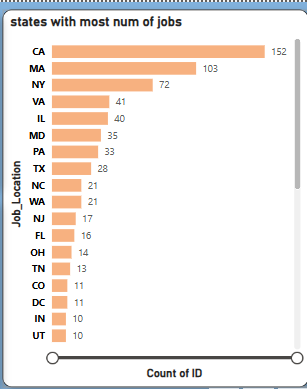 states with most num of jobs
CA 152
MA 103
NY 72
VA 41
IL 40
MD 35
PA 33
TX 28
NC 21
WA 21
NJ 17
FL 16
OH 14
TN 13
CO 11
DC 11
IN 10
UT 10
Job_Location
Count of ID